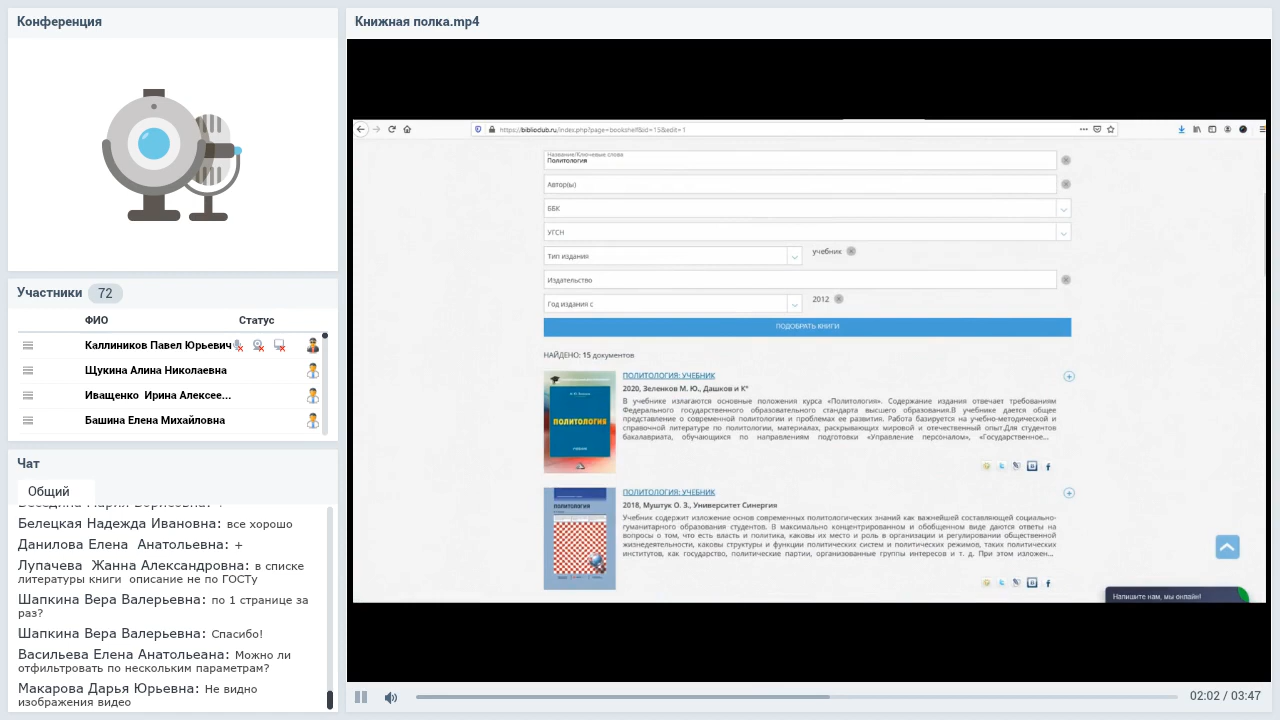 Конференция
Участники 72
ФИО Статус
Каллиников Павел Юрьевич
Щукина Алина Николаевна
Иващенко Ирина Алексее...
Башина Елена Михайловна
Чат
Общий
Беседина Мария Борисовна: +
Белецкая Надежда Ивановна: все хорошо
Данилова Елена Анатольевна: +
Лупачева Жанна Александровна: в списке
литературы книги описание не по ГОСТу
Шапкина Вера Валерьевна: по 1 странице за
раз?
Шапкина Вера Валерьевна: Спасибо!
Васильева Елена Анатольеана: Можно ли
отфильтровать по нескольким параметрам?
Макарова Дарья Юрьевна: Не видно
изображения видео
Книжная полка.mp4
https://biblioclub.ru/index.php?page=bookshelf&id=15&edit=1
Название/Ключевые слова
Политология
Автор(ы)
ББК
УГСН
Тип издания учебник
Издательство
Год издания с 2012
ПОДОБРАТЬ КНИГИ
НАЙДЕНО: 15 документов
ПОЛИТОЛОГИЯ
ПОЛИТОЛОГИЯ: УЧЕБНИК
2020, Зеленков М. Ю., Дашков и К°
В учебнике излагаются основные положения курса «Политология». Содержание издания отвечает требованиям
Федерального государственного образовательного стандарта высшего образования.В учебнике дается общее
представление о современной политологии и проблемах ее развития. Работа базируется на учебно-методической и
справочной литературе по политологии, материалах, раскрывающих мировой и отечественный опыт.Для студентов
бакалавриата, обучающихся по направлениям подготовки «Управление персоналом», «Государственное...
ПОЛИТОЛОГИЯ
ПОЛИТОЛОГИЯ: УЧЕБНИК
2018, Муштук О. З., Университет Синергия
Учебник содержит изложение основ современных политологических знаний как важнейшей составляющей социально-
гуманитарного образования студентов. В максимально концентрированном и обобщенном виде даются ответы на
вопросы о том, что есть власть и политика, каковы их место и роль в организации и регулировании общественной
жизнедеятельности, каковы структуры и функции политических систем и политических режимов, таких политических
институтов, как государство, политические партии, организованные группы интересов и т. д. При этом изложен...
Напишите нам, мы онлайн!
02:02 / 03:47